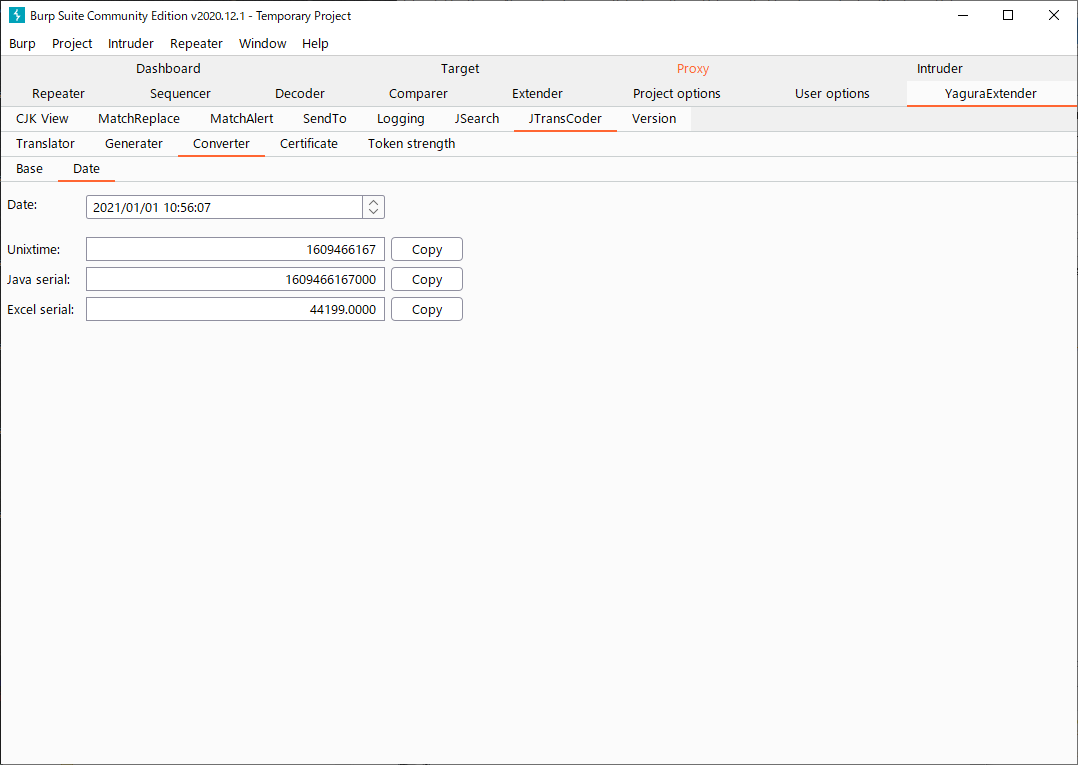 Burp Suite Community Edition v2020.12.1 - Temporary Project
Burp Project Intruder Repeater Window Help
Dashboard Target Proxy Intruder
Repeater Sequencer Decoder Comparer Extender Project options User options YaguraExtender
CJK View MatchReplace MatchAlert SendTo Logging JSearch JTransCoder Version
Translator Generater Converter Certificate Token strength
Base Date
Date: 2021/01/01 10:56:07
Unixtime: 1609466167 Copy
Java serial: 1609466167000 Copy
Excel serial: 44199.0000 Copy